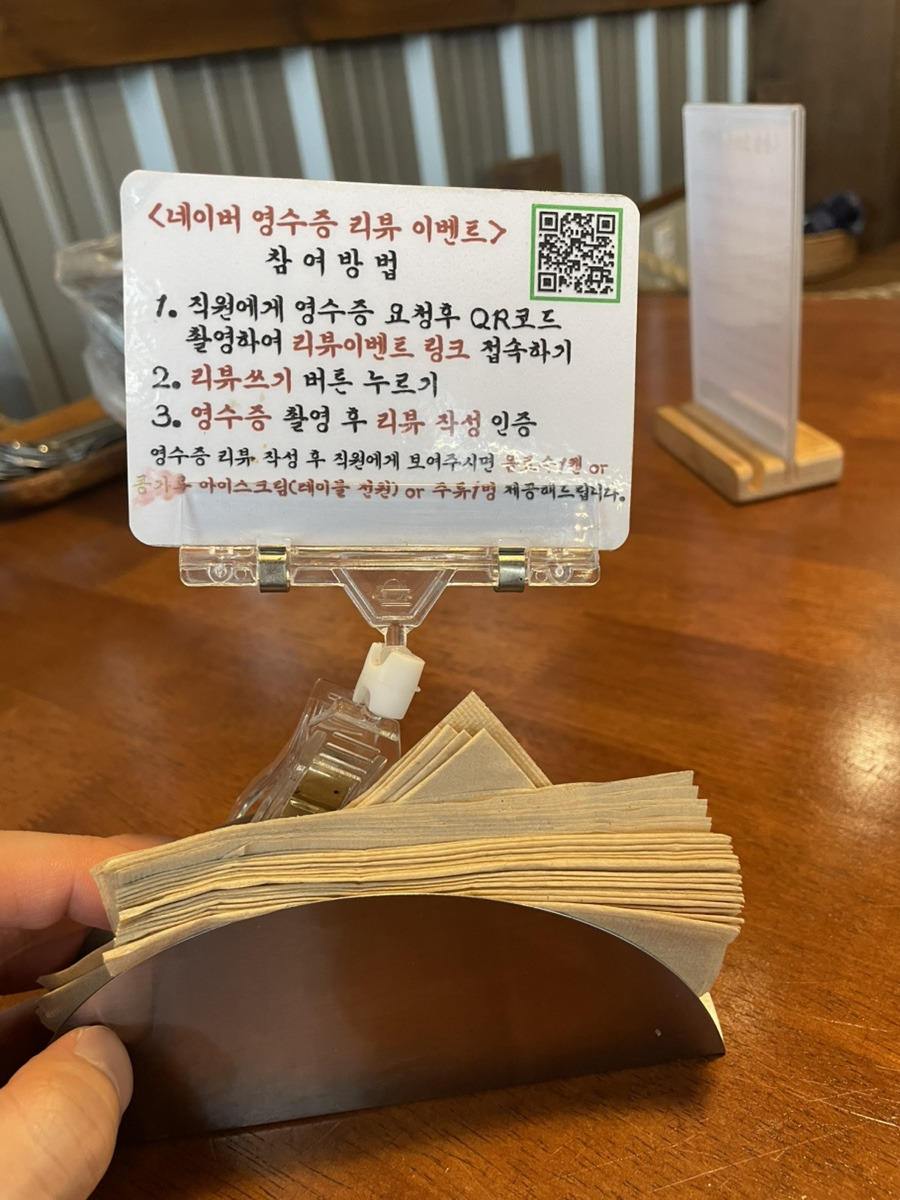 <네이버 영수증 리뷰 이벤트>
참여방법
1. 직원에게 영수증 요청후 QR코드
촬영하여 리뷰이벤트 링크 접속하기
2. 리뷰쓰기 버튼 누르기
3. 영수증 촬영 후 리뷰 작성 인증
영수증 리뷰 작성 후 직원에게 보여주시면 음료수1캔 or
아이스크림(테이블 전원) or 주류1병 제공해드립니다.